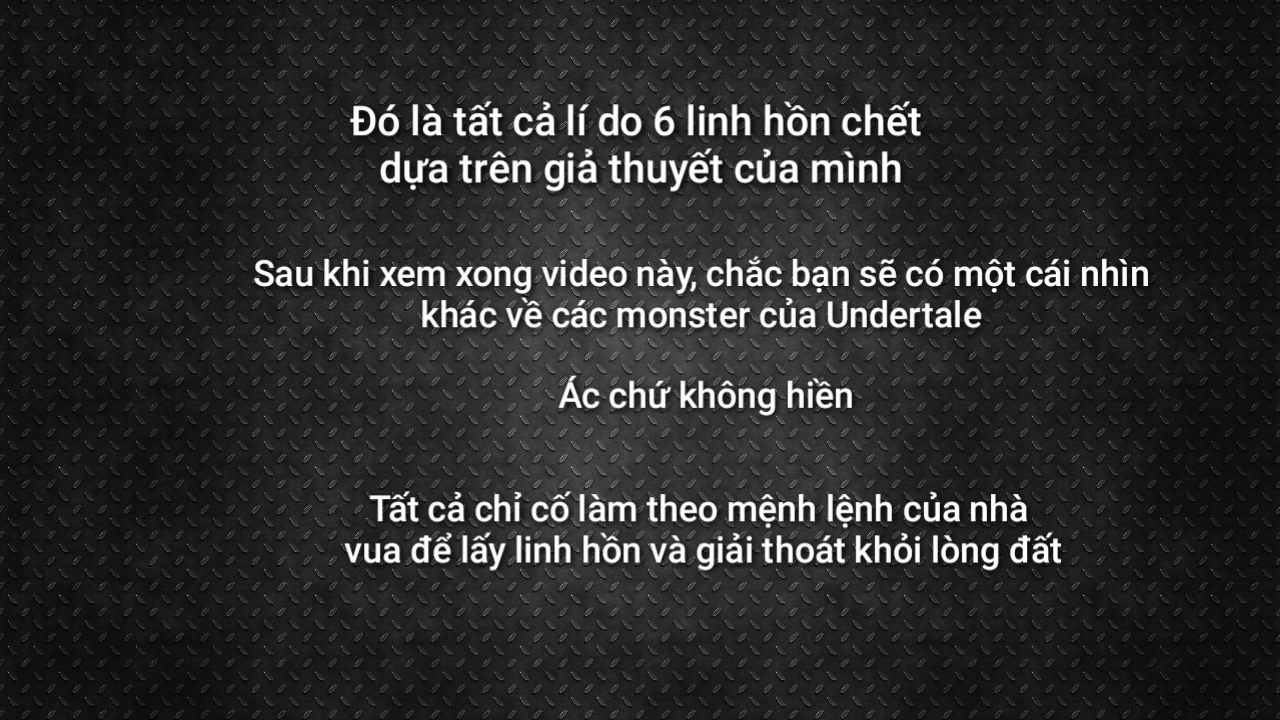 Đó là tất cả lí do 6 linh hồn chết
dựa trên giả thuyết của mình
Sau khi xem xong video này, chắc bạn sẽ có một cái nhìn
khác về các monster của Undertale
Ác chứ không hiền
Tất cả chỉ cố làm theo mệnh lệnh của nhà
vua để lấy linh hồn và giải thoát khỏi lòng đất